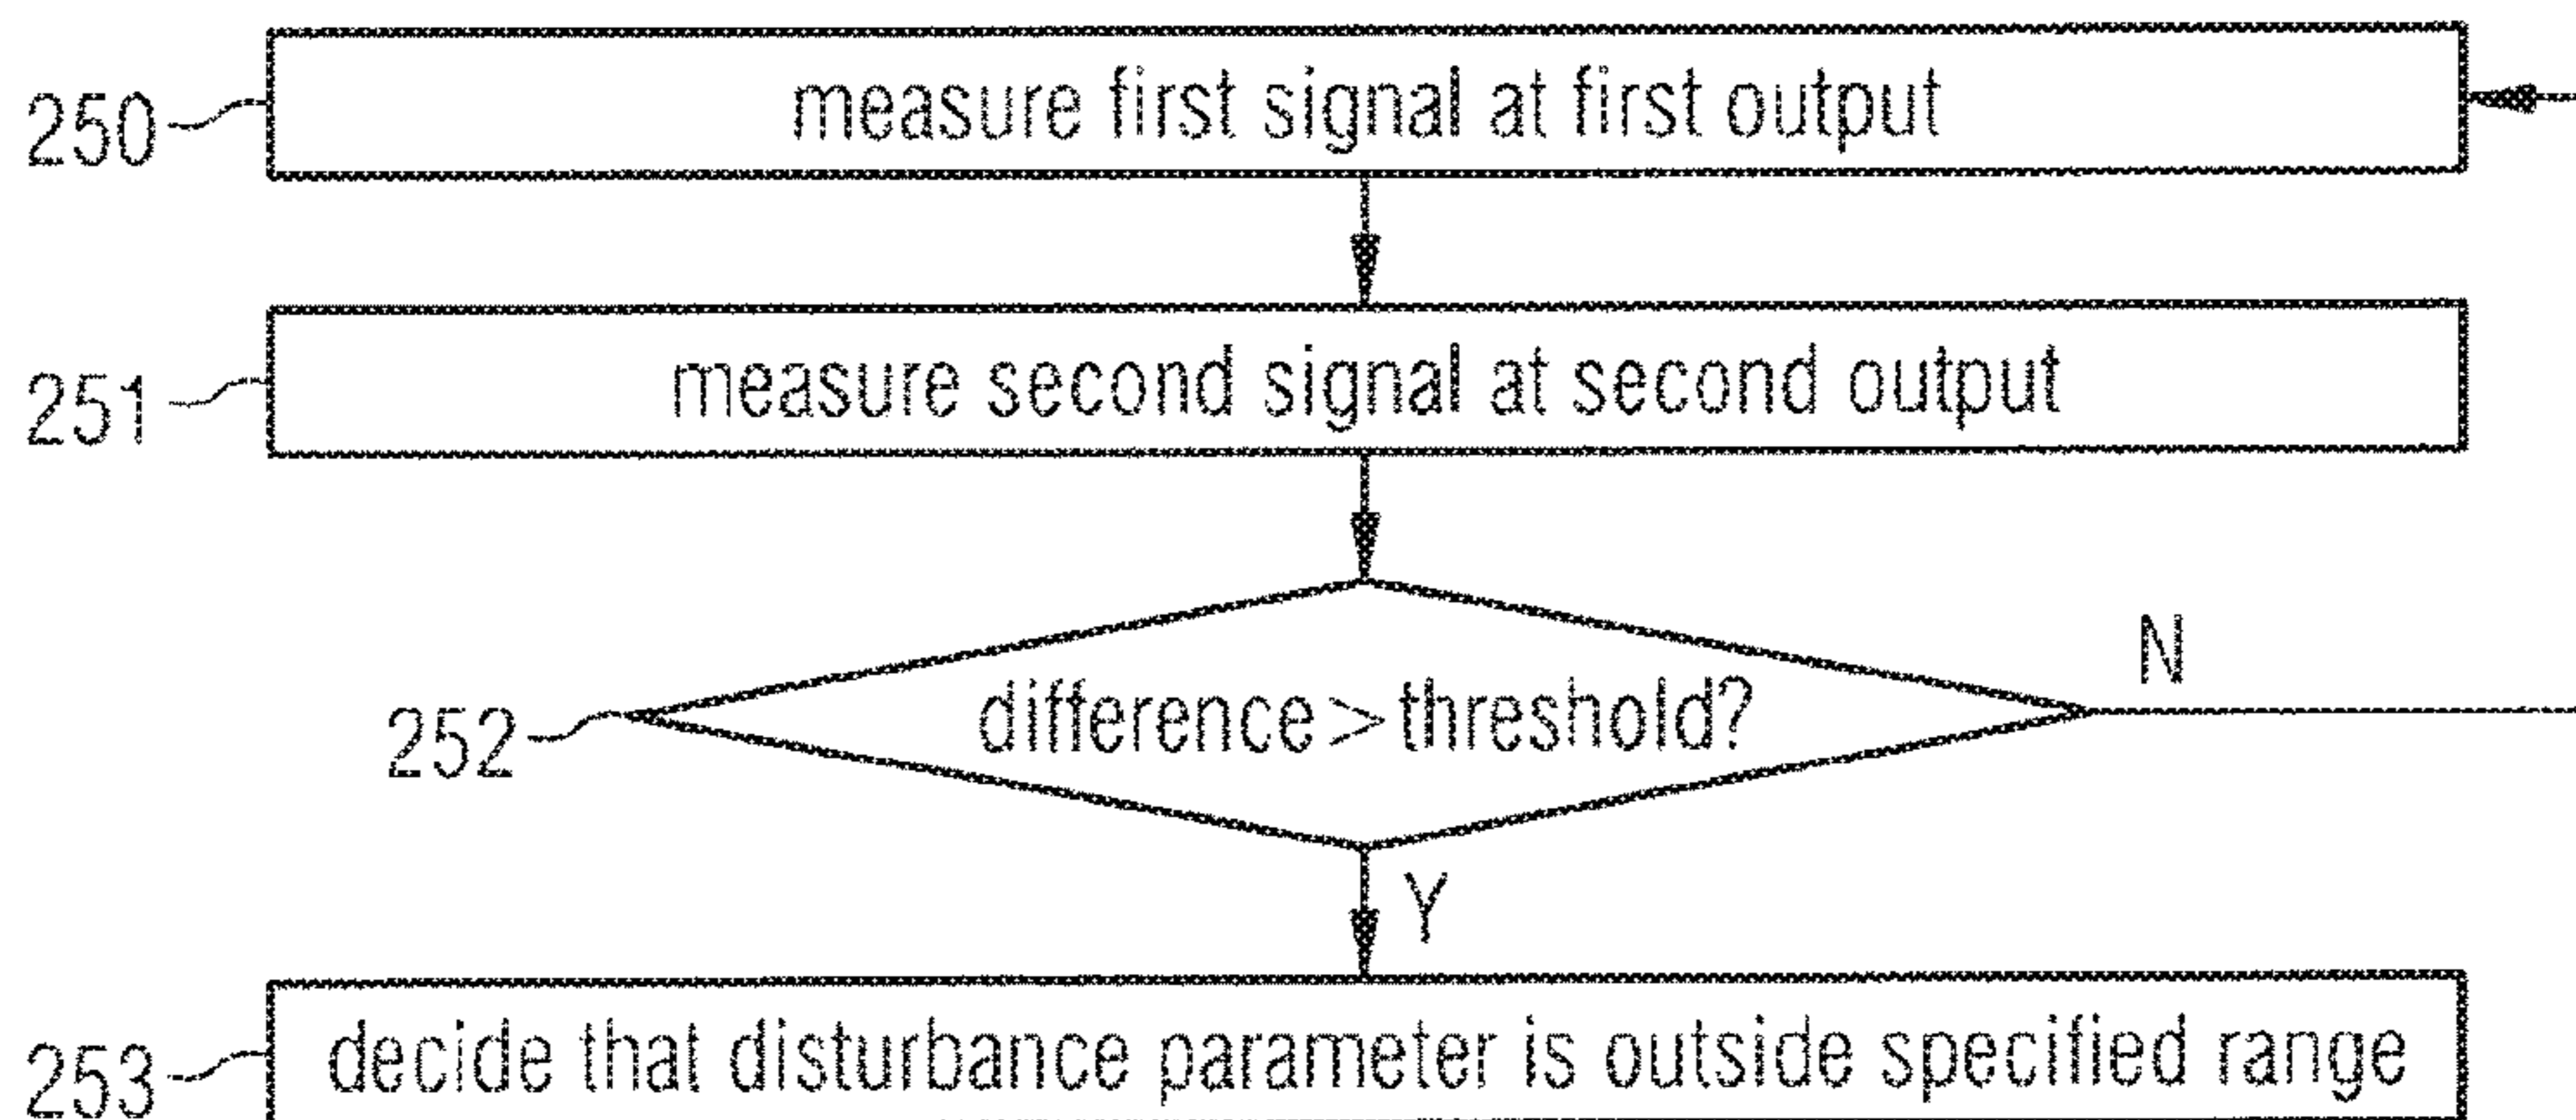 250
measure first signal at first output
251
measure second signal at second output
N
252
difference > threshold?
Y
253
decide that disturbance parameter is outside specified range